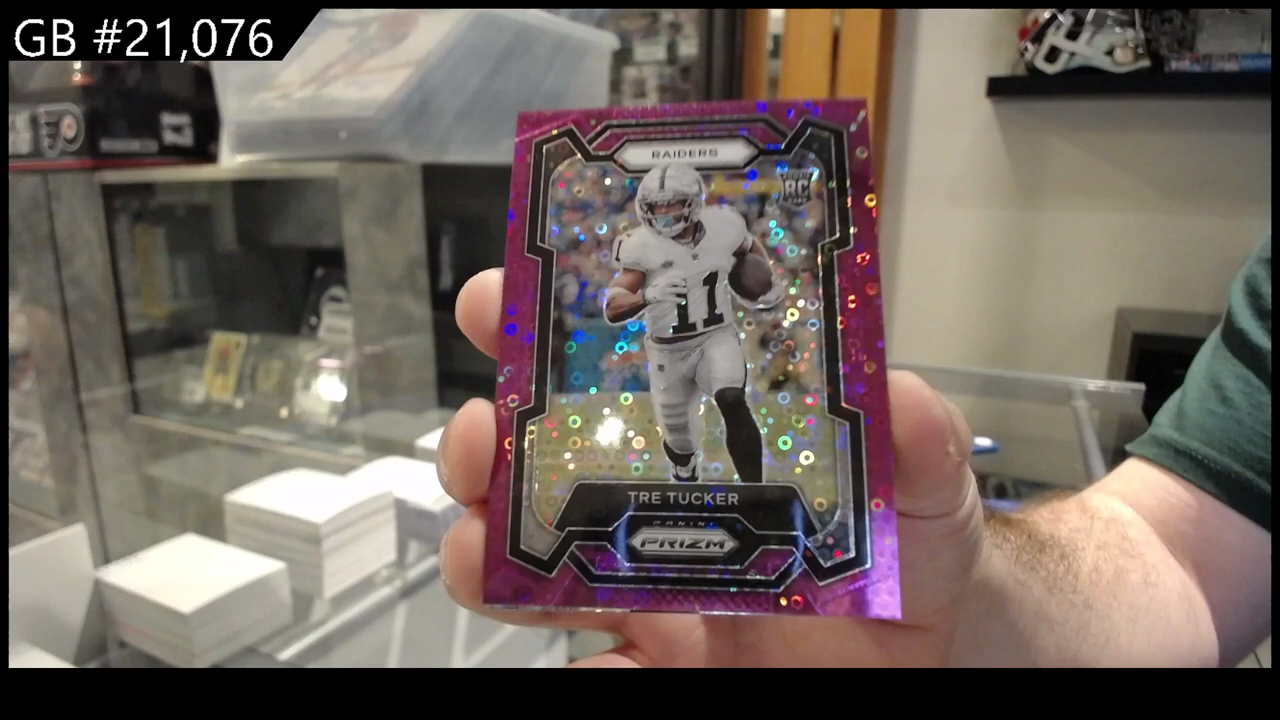 GB #21,076
RAIDERS
RC
11
TRE TUCKER
PANINI
PRIZM